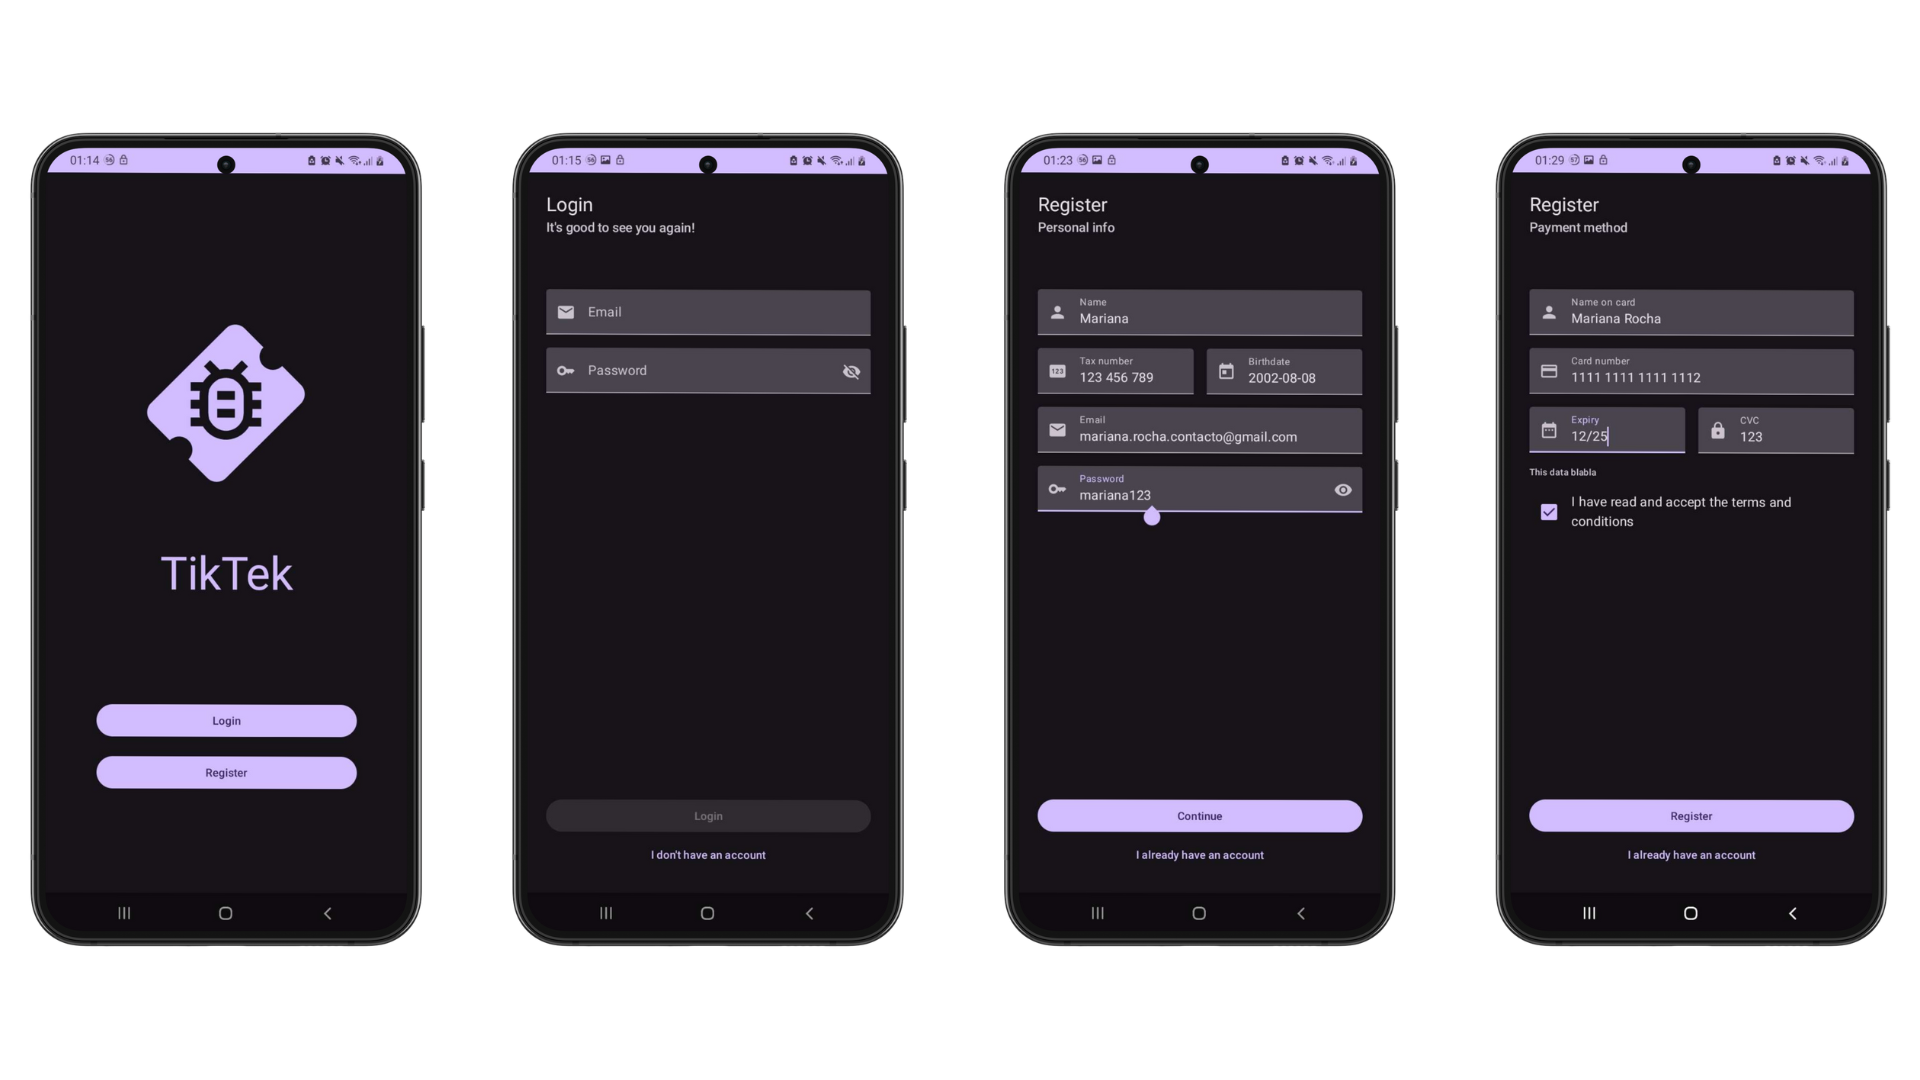 01:14
TikTek
Login
Register
01:15
Login
It's good to see you again!
Email
Password
Login
I don't have an account
01:23
Register
Personal info
Name
Mariana
Tax number
123 456 789
Birthdate
2002-08-08
Email
mariana.rocha.contacto@gmail.com
Password
mariana123
Continue
I already have an account
01:29
Register
Payment method
Name on card
Mariana Rocha
Card number
1111 1111 1111 1112
Expiry
12/25
CVC
123
This data blabla
I have read and accept the terms and
conditions
Register
I already have an account